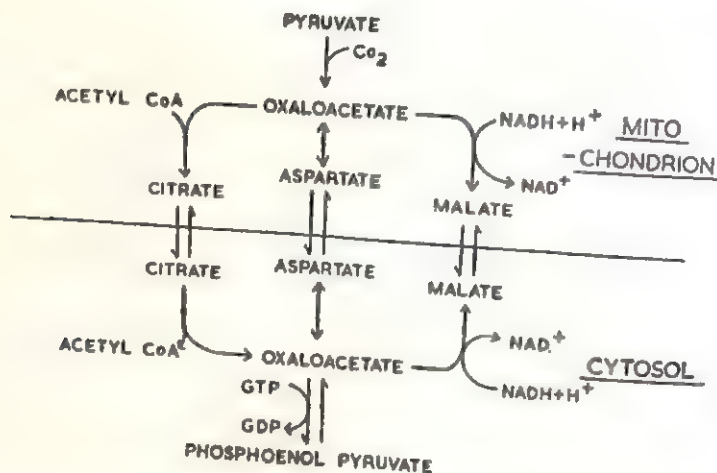 PYRUVATE
Co₂
ACETYL CoA
OXALOACETATE
NADH+H⁺
MITO
-CHONDRION
NAD⁺
CITRATE
ASPARTATE
MALATE
CITRATE
ASPARTATE
MALATE
ACETYL CoA
OXALOACETATE
NAD.⁺
CYTOSOL
NADH+H⁺
GTP
GDP
PHOSPHOENOL PYRUVATE